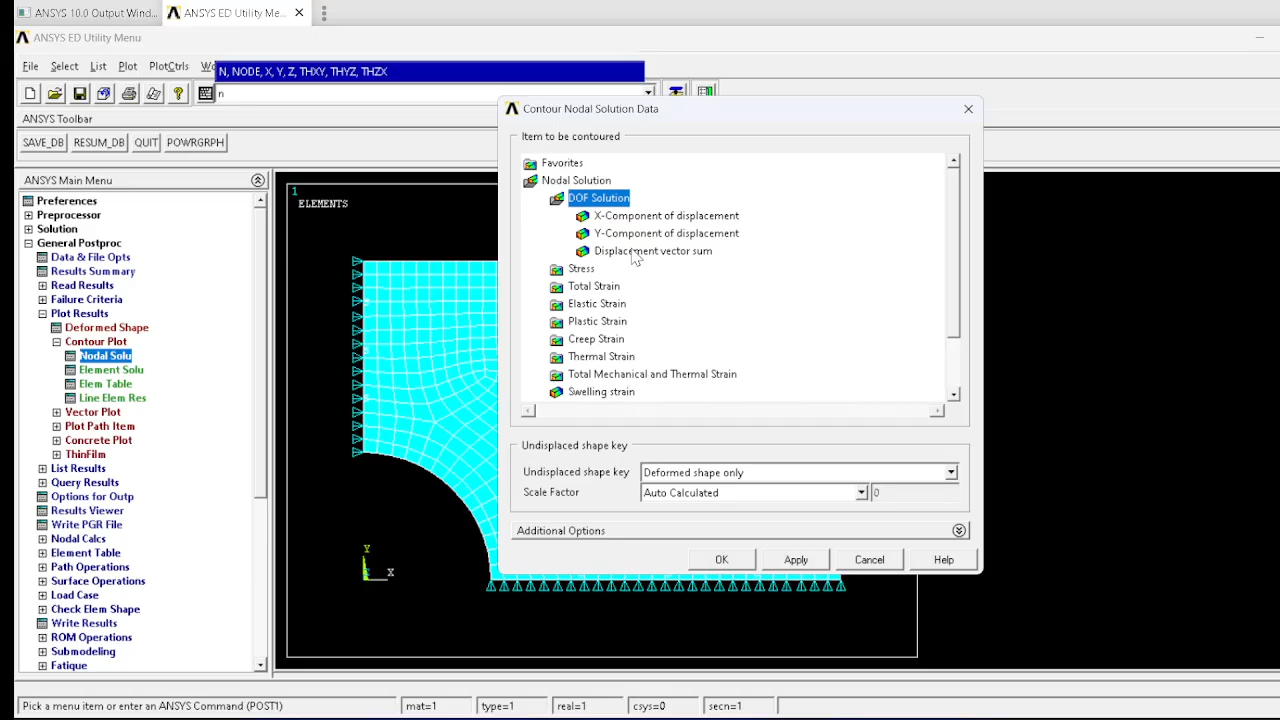 ANSYS 10.0 Output Wind...
ANSYS ED Utility Me...
ANSYS ED Utility Menu
File Select List Plot PlotCtrls
N, NODE, X, Y, Z, THXY, THYZ, THZX
n
ANSYS Toolbar
SAVE_DB RESUM_DB QUIT POWRGRPH
ANSYS Main Menu
Preferences
Preprocessor
Solution
General Postproc
Data & File Opts
Results Summary
Read Results
Failure Criteria
Plot Results
Deformed Shape
Contour Plot
Nodal Solu
Element Solu
Elem Table
Line Elem Res
Vector Plot
Plot Path Item
Concrete Plot
ThinFilm
List Results
Query Results
Options for Outp
Results Viewer
Write PGR File
Nodal Calcs
Element Table
Path Operations
Surface Operations
Load Case
Check Elem Shape
Write Results
ROM Operations
Submodeling
Fatigue
1
ELEMENTS
Y
X
Contour Nodal Solution Data
Item to be contoured
Favorites
Nodal Solution
DOF Solution
X-Component of displacement
Y-Component of displacement
Displacement vector sum
Stress
Total Strain
Elastic Strain
Plastic Strain
Creep Strain
Thermal Strain
Total Mechanical and Thermal Strain
Swelling strain
Undisplaced shape key
Undisplaced shape key Deformed shape only
Scale Factor Auto Calculated 0
Additional Options
OK Apply Cancel Help
Pick a menu item or enter an ANSYS Command (POST1) mat=1 type=1 real=1 csys=0 secn=1